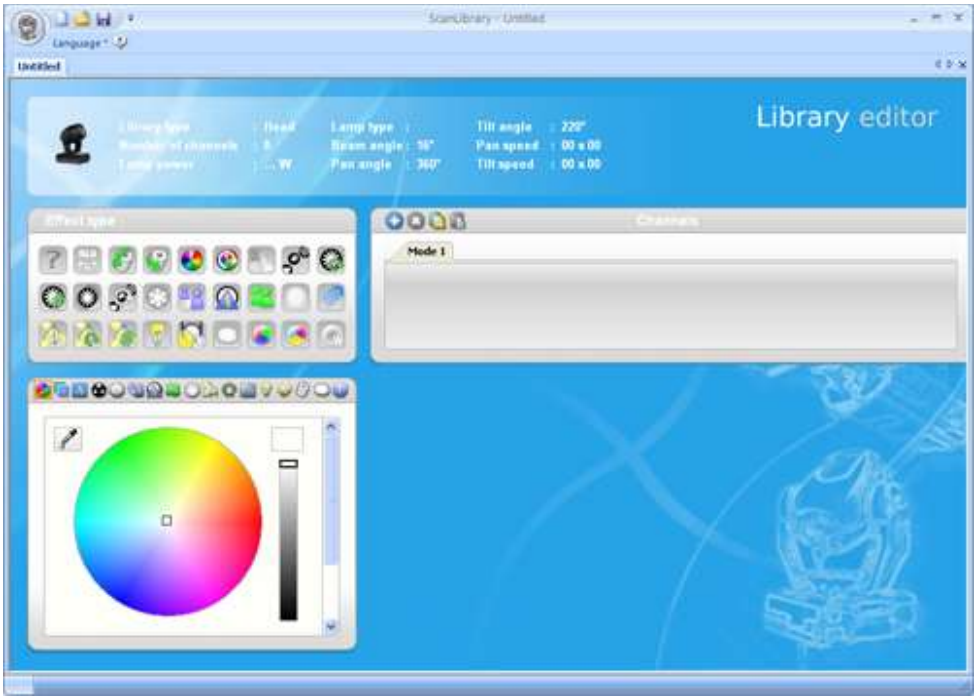 ScanLibrary - Untitled
Language
Untitled
Library editor
Library type : Head
Number of channels : 0
Lamp power : ... W
Lamp type :
Beam angle : 16°
Pan angle : 360°
Tilt angle : 220°
Pan speed : 00 x 00
Tilt speed : 00 x 00
Effect type
Channels
Mode 1